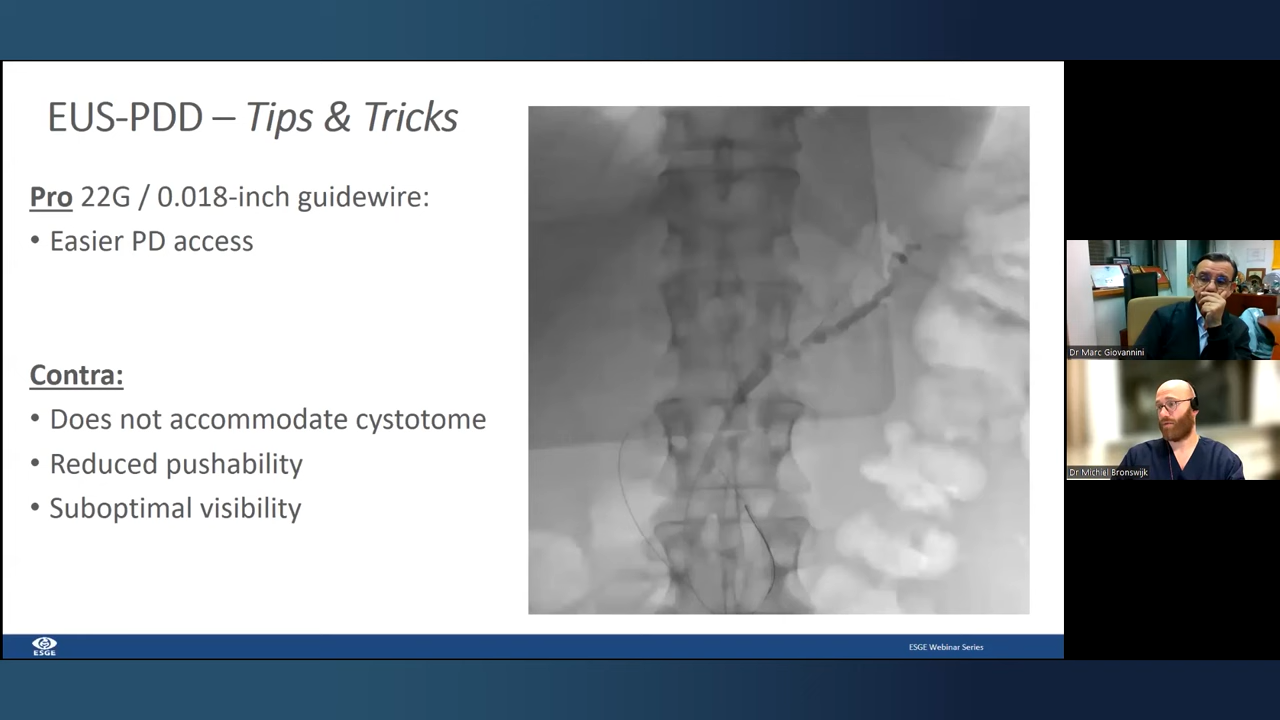 EUS-PDD – Tips & Tricks
Pro 22G / 0.018-inch guidewire:
• Easier PD access
Contra:
• Does not accommodate cystotome
• Reduced pushability
• Suboptimal visibility
Dr Marc Giovannini
Dr Michiel Bronswijk
ESGE
ESGE Webinar Series